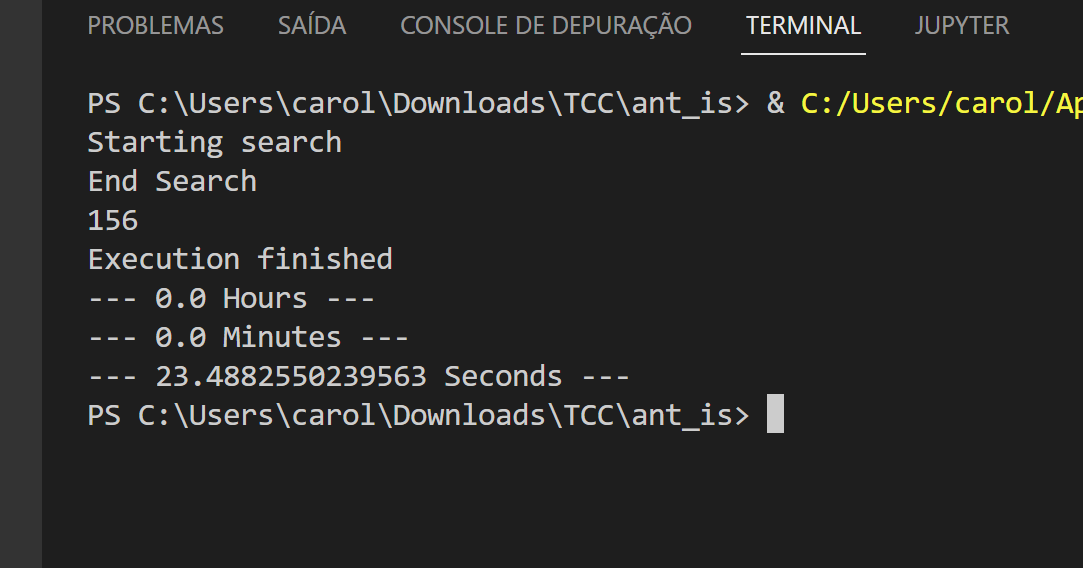 PROBLEMAS SAÍDA CONSOLE DE DEPURAÇÃO TERMINAL JUPYTER
PS C:\Users\carol\Downloads\TCC\ant_is> & C:/Users/carol/Ap
Starting search
End Search
156
Execution finished
--- 0.0 Hours ---
--- 0.0 Minutes ---
--- 23.4882550239563 Seconds ---
PS C:\Users\carol\Downloads\TCC\ant_is>